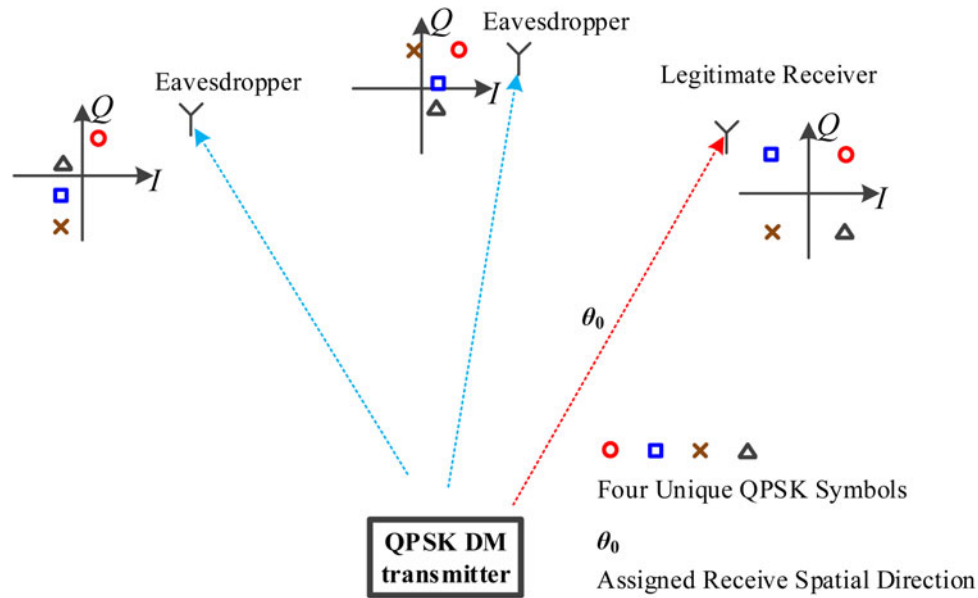 Q
Eavesdropper
I
Eavesdropper
Q
I
Legitimate Receiver
Q
I
θ₀
Four Unique QPSK Symbols
θ₀
Assigned Receive Spatial Direction
QPSK DM
transmitter